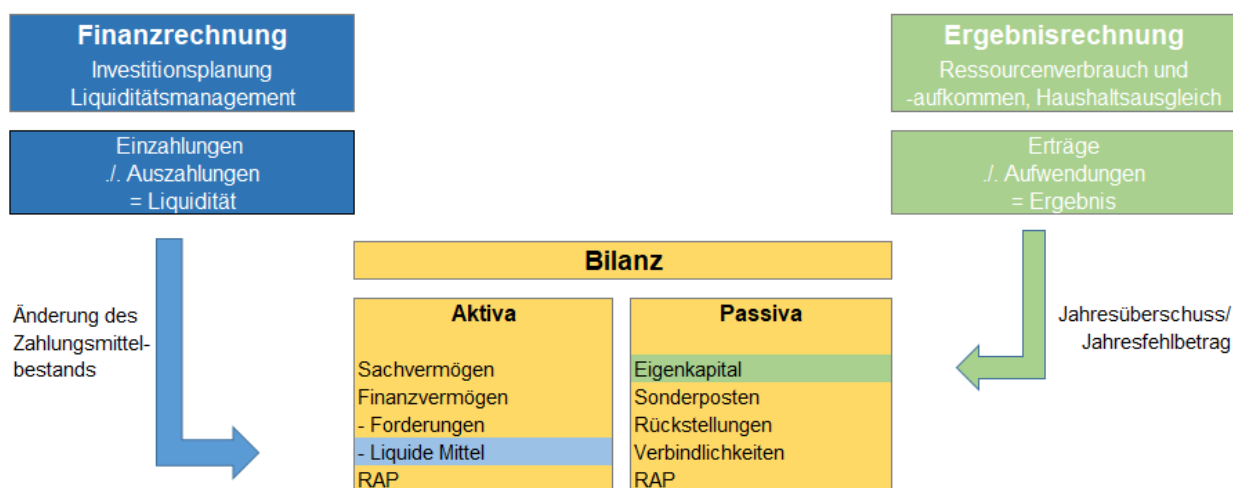 Finanzrechnung
Investitionsplanung
Liquiditätsmanagement
Einzahlungen
./. Auszahlungen
= Liquidität
Ergebnisrechnung
Ressourcenverbrauch und
-aufkommen, Haushaltsausgleich
Erträge
./. Aufwendungen
= Ergebnis
Änderung des
Zahlungsmittel-
bestands
Bilanz
Aktiva
Sachvermögen
Finanzvermögen
- Forderungen
- Liquide Mittel
RAP
Passiva
Eigenkapital
Sonderposten
Rückstellungen
Verbindlichkeiten
RAP
Jahresüberschuss/
Jahresfehlbetrag